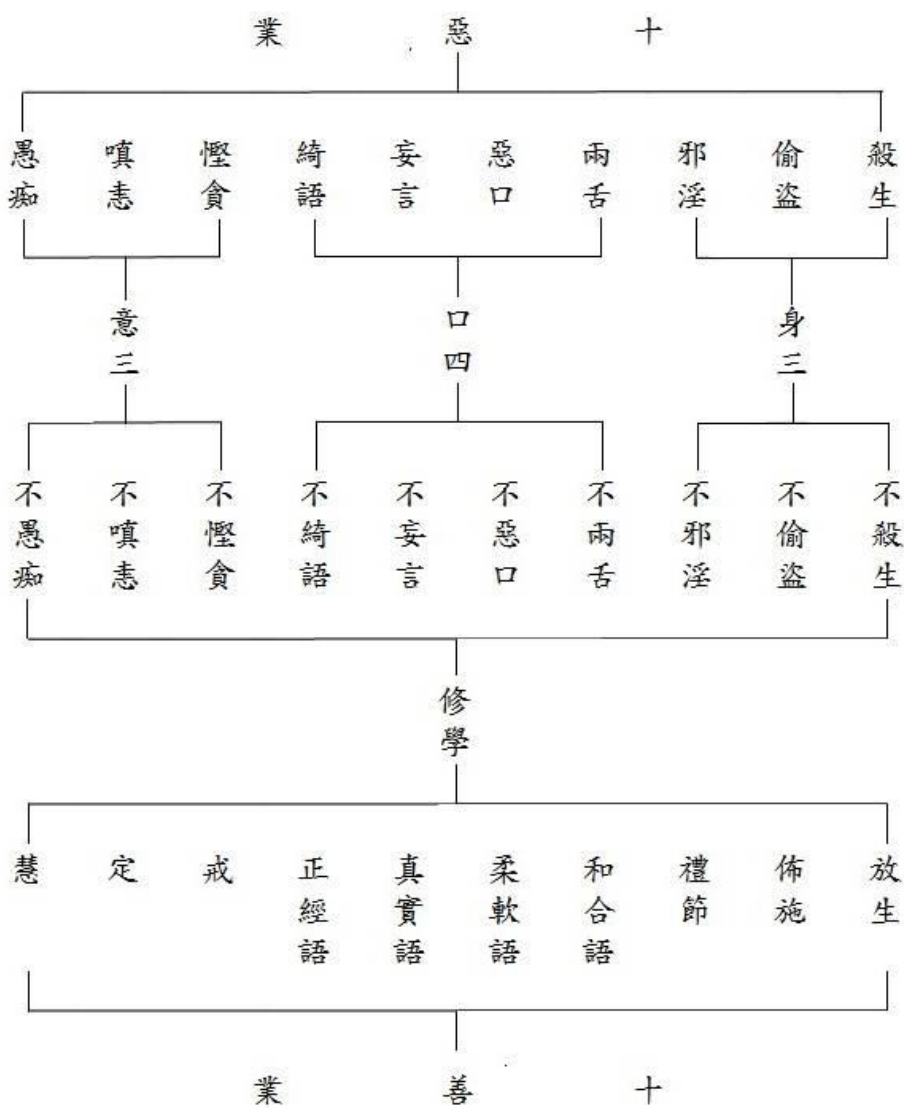 十惡業
殺生
偷盜
邪淫
兩舌
惡口
妄言
綺語
慳貪
嗔恚
愚痴
身三
口四
意三
不殺生
不偷盜
不邪淫
不兩舌
不惡口
不妄言
不綺語
不慳貪
不嗔恚
不愚痴
修學
放生
佈施
禮節
和合語
柔軟語
真實語
正經語
戒
定
慧
十善業